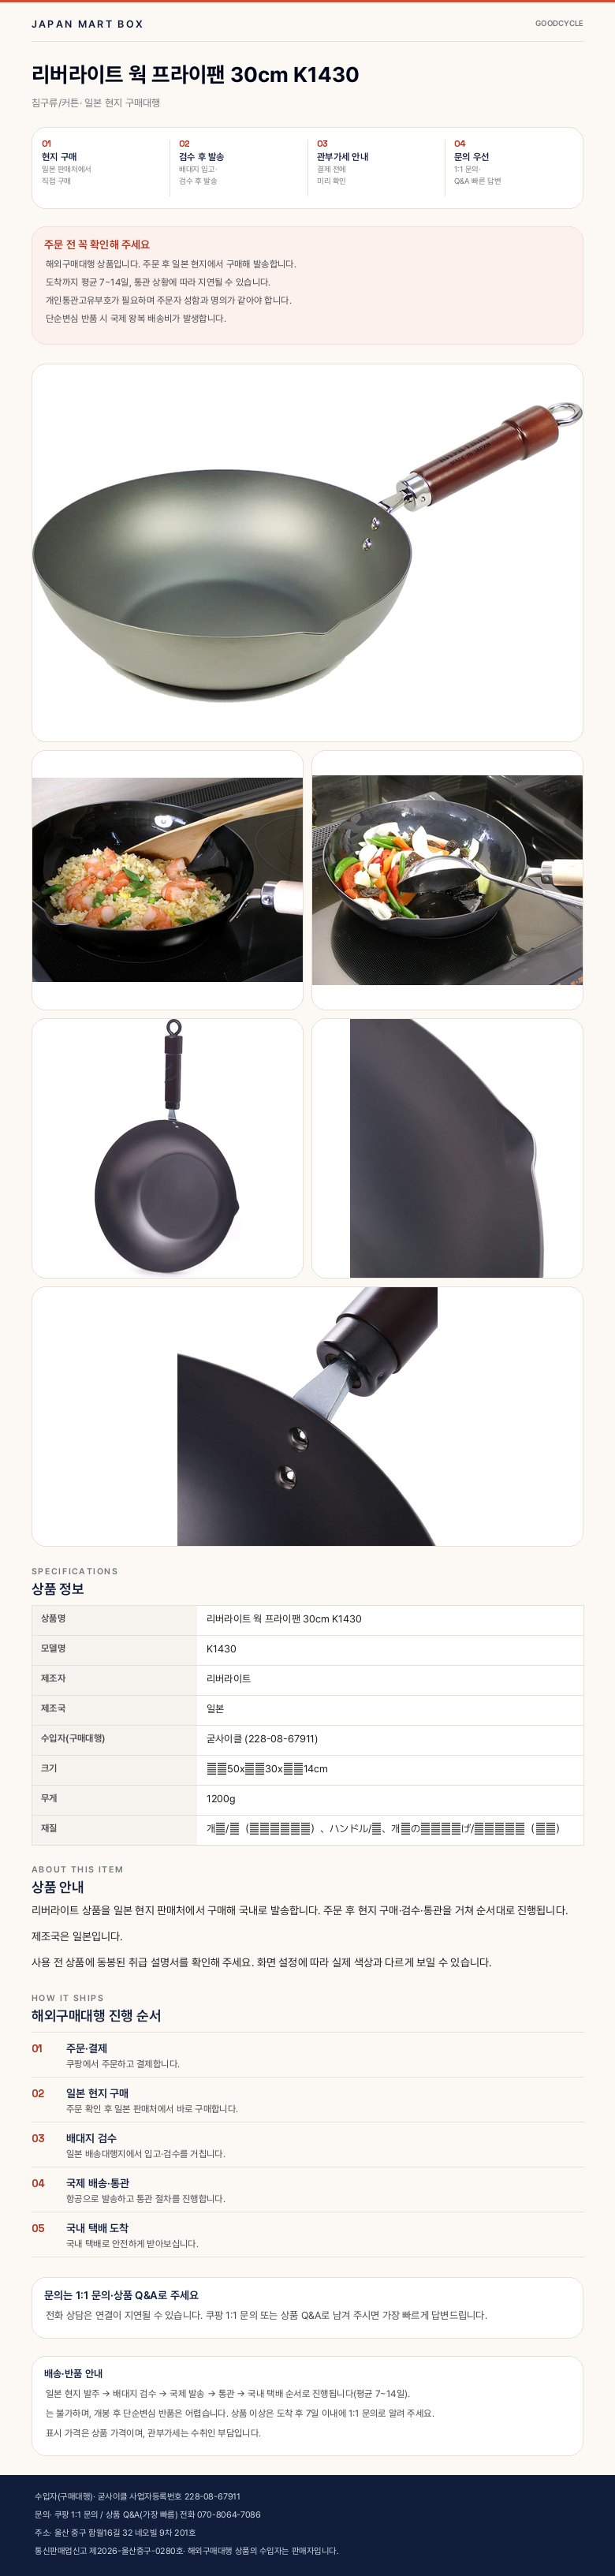 JAPAN MART BOX
GOODCYCLE
리버라이트 웍 프라이팬 30cm K1430
침구류/커튼· 일본 현지 구매대행
01
현지 구매
일본 판매처에서
직접 구매
02
검수 후 발송
배대지 입고·
검수 후 발송
03
관부가세 안내
결제 전에
미리 확인
04
문의 우선
1:1 문의·
Q&A 빠른 답변
주문 전 꼭 확인해 주세요
해외구매대행 상품입니다. 주문 후 일본 현지에서 구매해 발송합니다.
도착까지 평균 7~14일, 통관 상황에 따라 지연될 수 있습니다.
개인통관고유부호가 필요하며 주문자 성함과 명의가 같아야 합니다.
단순변심 반품 시 국제 왕복 배송비가 발생합니다.
SPECIFICATIONS
상품 정보
상품명 리버라이트 웍 프라이팬 30cm K1430
모델명 K1430
제조자 리버라이트
제조국 일본
수입자(구매대행) 굳사이클 (228-08-67911)
크기 50x30x14cm
무게 1200g
재질 개/（）、ハンドル/、개のげ/（）
ABOUT THIS ITEM
상품 안내
리버라이트 상품을 일본 현지 판매처에서 구매해 국내로 발송합니다. 주문 후 현지 구매·검수·통관을 거쳐 순서대로 진행됩니다.
제조국은 일본입니다.
사용 전 상품에 동봉된 취급 설명서를 확인해 주세요. 화면 설정에 따라 실제 색상과 다르게 보일 수 있습니다.
HOW IT SHIPS
해외구매대행 진행 순서
01 주문·결제
쿠팡에서 주문하고 결제합니다.
02 일본 현지 구매
주문 확인 후 일본 판매처에서 바로 구매합니다.
03 배대지 검수
일본 배송대행지에서 입고·검수를 거칩니다.
04 국제 배송·통관
항공으로 발송하고 통관 절차를 진행합니다.
05 국내 택배 도착
국내 택배로 안전하게 받아보십니다.
문의는 1:1 문의·상품 Q&A로 주세요
전화 상담은 연결이 지연될 수 있습니다. 쿠팡 1:1 문의 또는 상품 Q&A로 남겨 주시면 가장 빠르게 답변드립니다.
배송·반품 안내
일본 현지 발주 → 배대지 검수 → 국제 발송 → 통관 → 국내 택배 순서로 진행됩니다(평균 7~14일).
는 불가하며, 개봉 후 단순변심 반품은 어렵습니다. 상품 이상은 도착 후 7일 이내에 1:1 문의로 알려 주세요.
표시 가격은 상품 가격이며, 관부가세는 수취인 부담입니다.
수입자(구매대행)· 굳사이클 사업자등록번호 228-08-67911
문의· 쿠팡 1:1 문의 / 상품 Q&A(가장 빠름) 전화 070-8064-7086
주소· 울산 중구 함월16길 32 네오빌 9차 201호
통신판매업신고 제2026-울산중구-0280호· 해외구매대행 상품의 수입자는 판매자입니다.